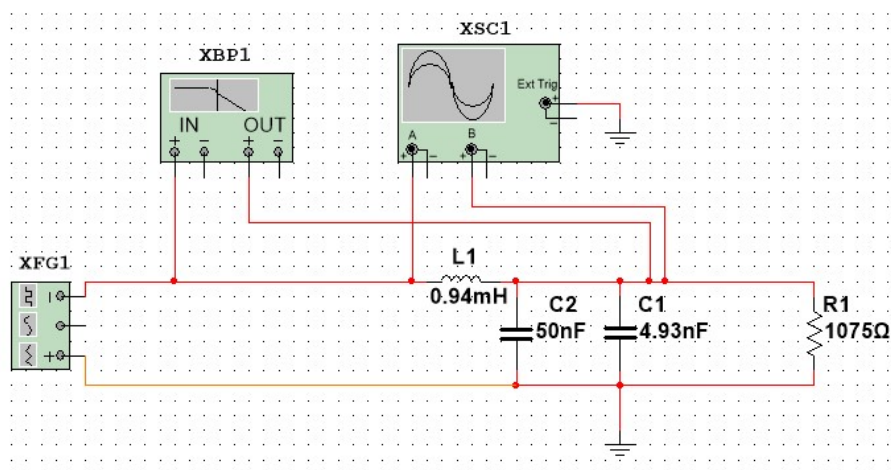 XSC1
XBP1
Ext Trig
+
-
IN OUT
+ - + -
A B
+ - + -
XFG1
L1
0.94mH
C2 C1 R1
50nF 4.93nF 1075Ω
+